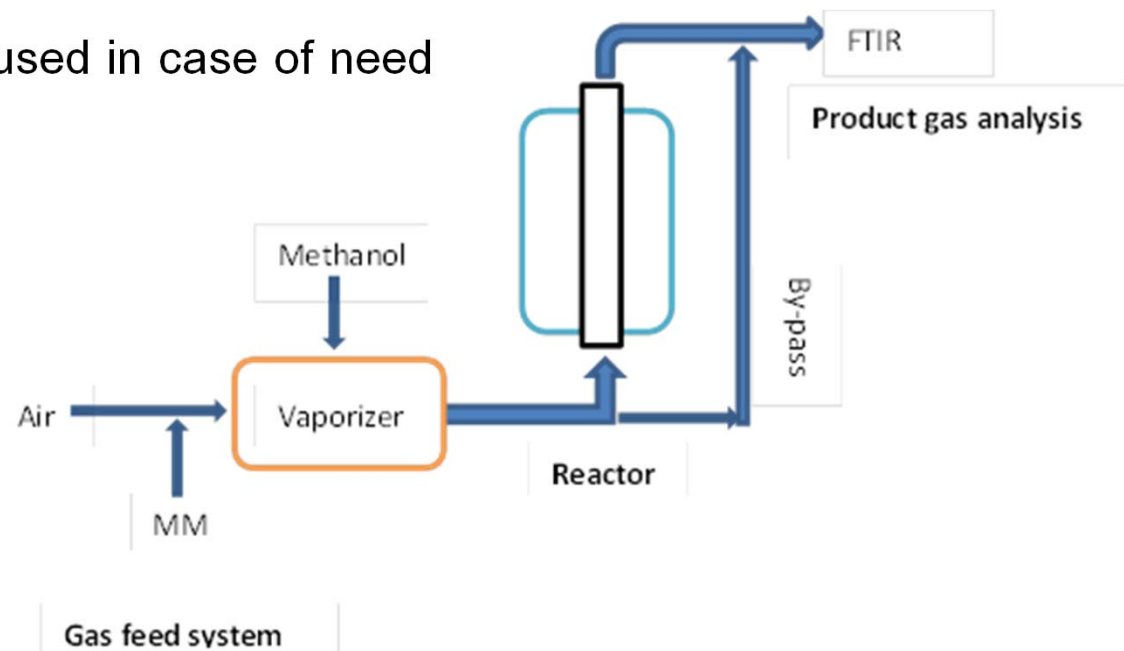 used in case of need
FTIR
Product gas analysis
Methanol
By-pass
Air
Vaporizer
Reactor
MM
Gas feed system